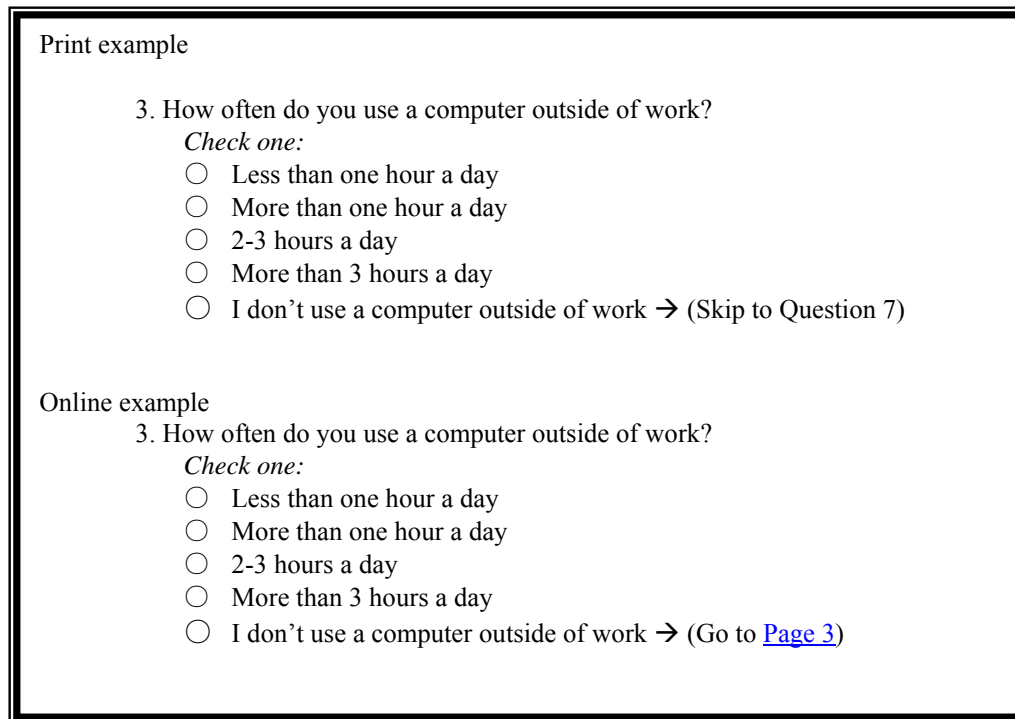 Print example
3. How often do you use a computer outside of work?
Check one:
○ Less than one hour a day
○ More than one hour a day
○ 2-3 hours a day
○ More than 3 hours a day
○ I don’t use a computer outside of work → (Skip to Question 7)
Online example
3. How often do you use a computer outside of work?
Check one:
○ Less than one hour a day
○ More than one hour a day
○ 2-3 hours a day
○ More than 3 hours a day
○ I don’t use a computer outside of work → (Go to Page 3)